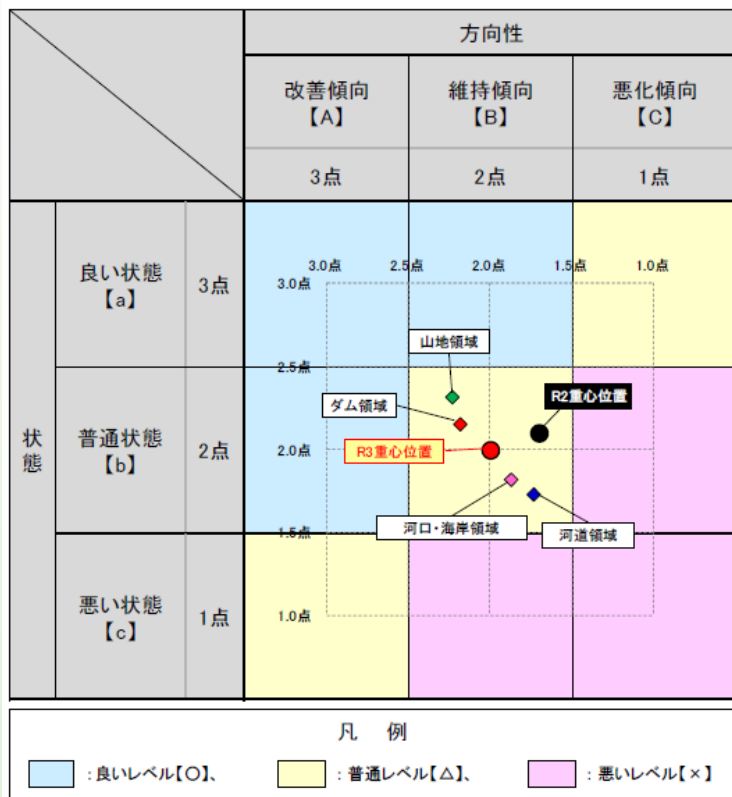 方向性
改善傾向
【A】
維持傾向
【B】
悪化傾向
【C】
3点
2点
1点
状態
良い状態
【a】
3点
普通状態
【b】
2点
悪い状態
【c】
1点
3.0点
2.5点
2.0点
1.5点
1.0点
3.0点
2.5点
2.0点
1.5点
1.0点
山地領域
ダム領域
R2重心位置
R3重心位置
河口・海岸領域
河道領域
凡 例
:良いレベル【〇】、
:普通レベル【△】、
:悪いレベル【×】